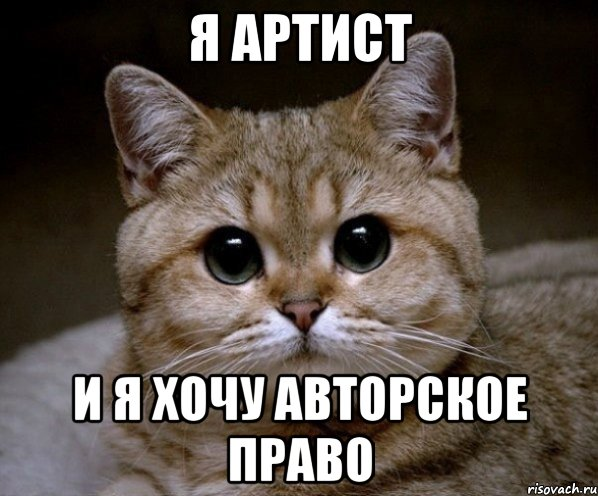 Я АРТИСТ
И Я ХОЧУ АВТОРСКОЕ
ПРАВО
risovach.ru